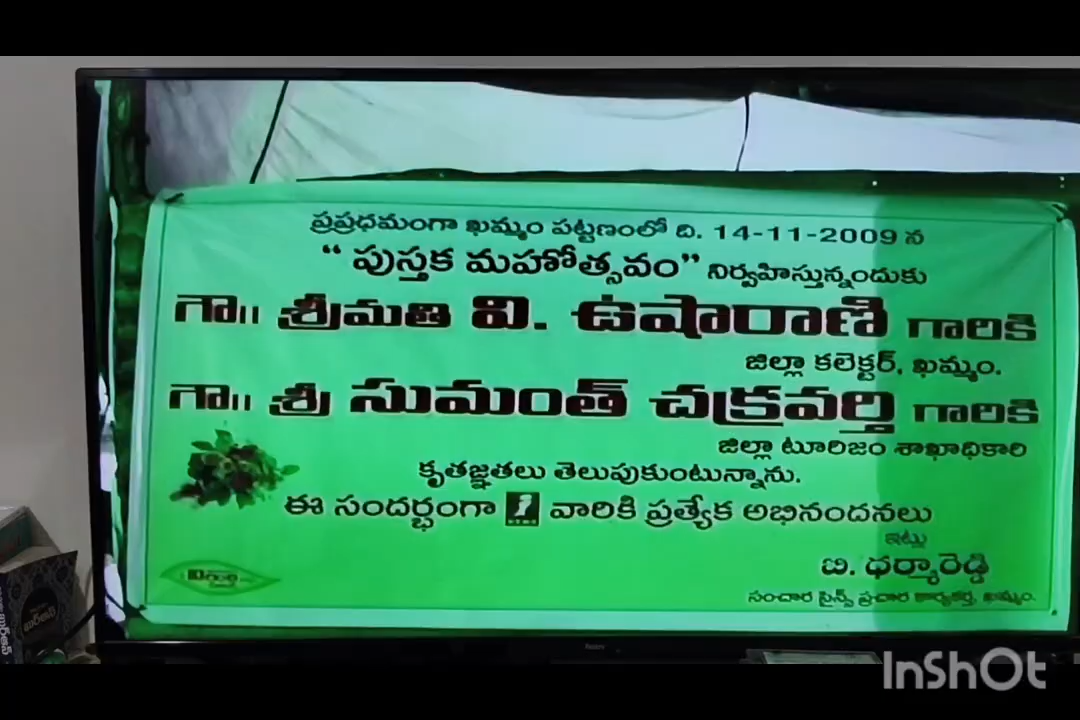 ప్రప్రధమంగా ఖమ్మం పట్టణంలో ది. 14-11-2009 న
“ పుస్తక మహోత్సవం” నిర్వహిస్తున్నందుకు
గౌ॥ శ్రీమతి వి. ఉషారాణి గారికి
జిల్లా కలెక్టర్, ఖమ్మం.
గౌ॥ శ్రీ సుమంత్ చక్రవర్తి గారికి
జిల్లా టూరిజం శాఖాధికారి
కృతజ్ఞతలు తెలుపుకుంటున్నాను.
ఈ సందర్భంగా వారికి ప్రత్యేక అభినందనలు
ఇట్లు
బి. ధర్మారెడ్డి
సంచార సైన్స్ ప్రచార కార్యకర్త, ఖమ్మం.
InShOt